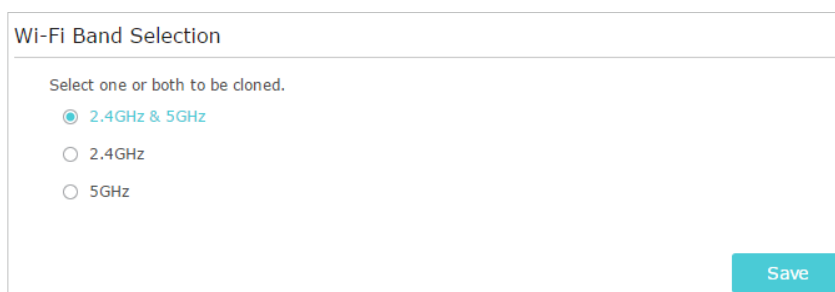 Wi-Fi Band Selection
Select one or both to be cloned.
2.4GHz & 5GHz
2.4GHz
5GHz
Save